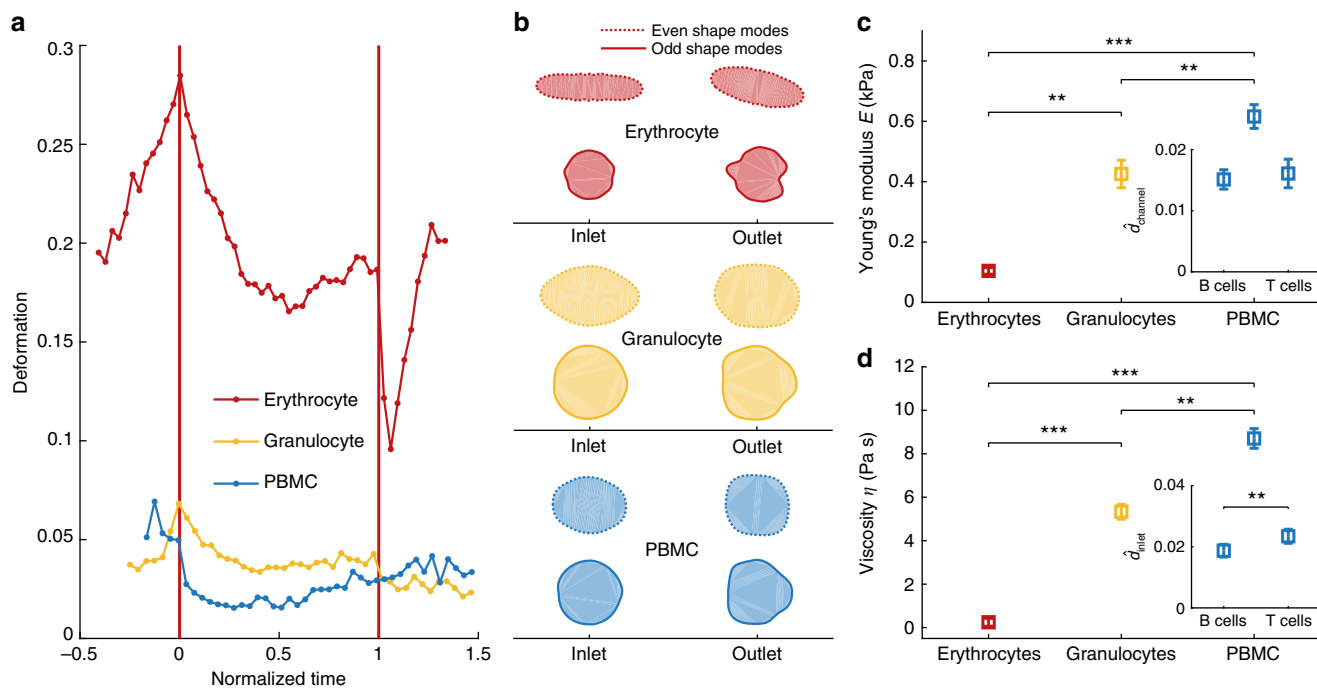 a
0.3
0.25
0.2
0.15
0.1
0.05
0
Deformation
Erythrocyte
Granulocyte
PBMC
–0.5
0
0.5
1
1.5
Normalized time
b
Even shape modes
Odd shape modes
Erythrocyte
Inlet
Outlet
Granulocyte
Inlet
Outlet
PBMC
Inlet
Outlet
c
Young's modulus E (kPa)
0.8
0.6
0.4
0.2
0
***
**
**
Erythrocytes
Granulocytes
PBMC
d̂channel
0.02
0.01
0
B cells
T cells
d
Viscosity η (Pa s)
12
10
8
6
4
2
0
***
**
***
Erythrocytes
Granulocytes
PBMC
d̂inlet
0.04
0.02
0
**
B cells
T cells